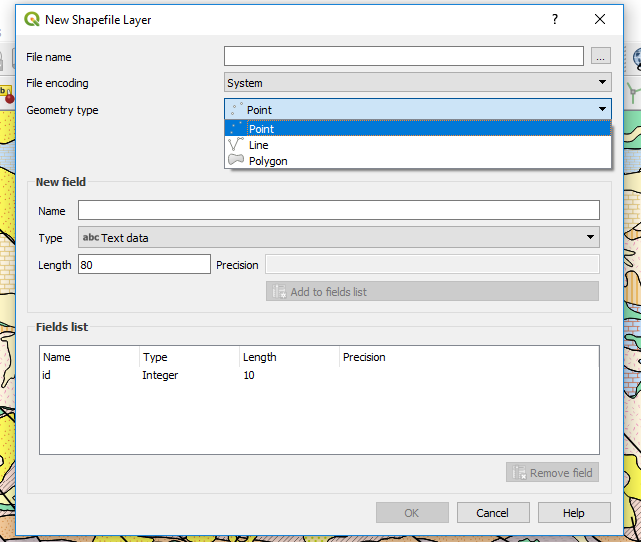 New Shapefile Layer
File name
...
File encoding System
Geometry type Point
Point
Line
Polygon
New field
Name
Type abc Text data
Length 80 Precision
Add to fields list
Fields list
Name Type Length Precision
id Integer 10
Remove field
OK Cancel Help